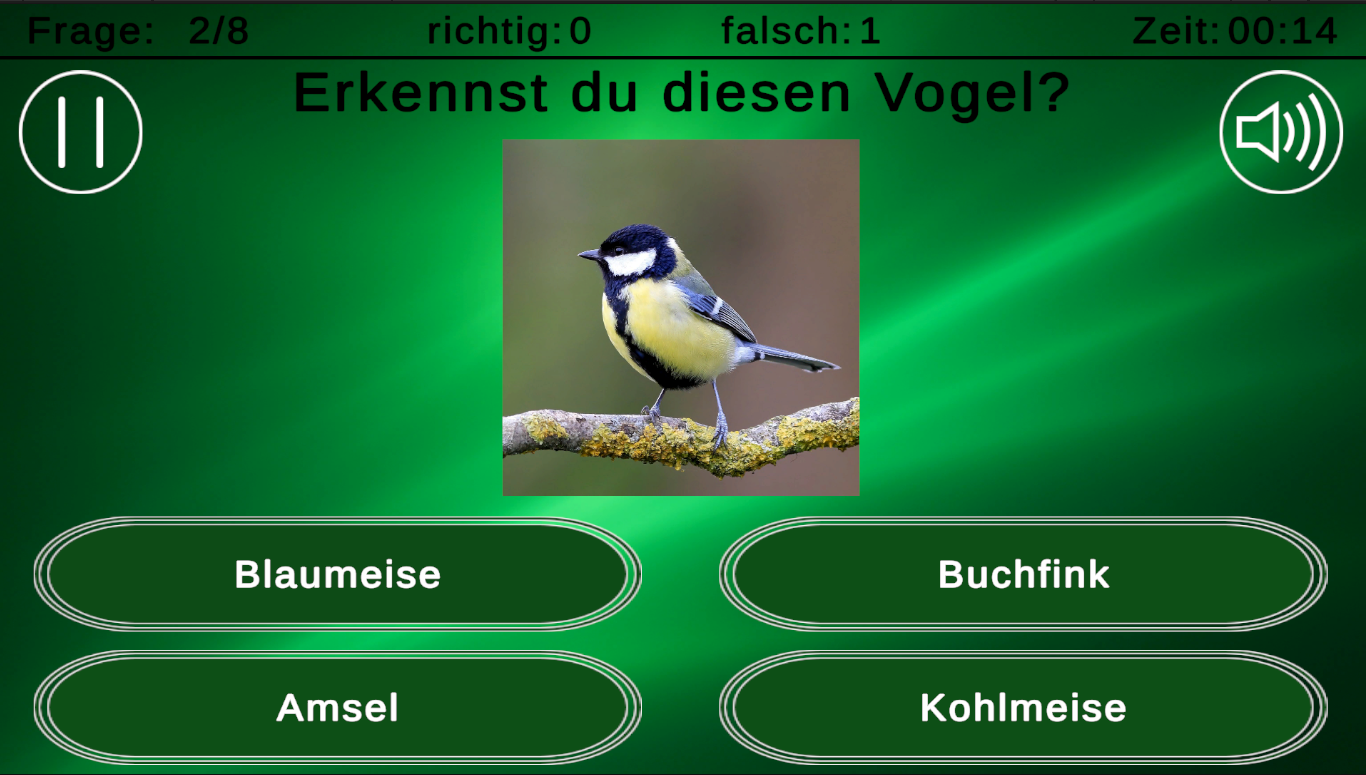 Frage: 2/8 richtig: 0 falsch: 1 Zeit: 00:14
Erkennst du diesen Vogel?
Blaumeise
Buchfink
Amsel
Kohlmeise